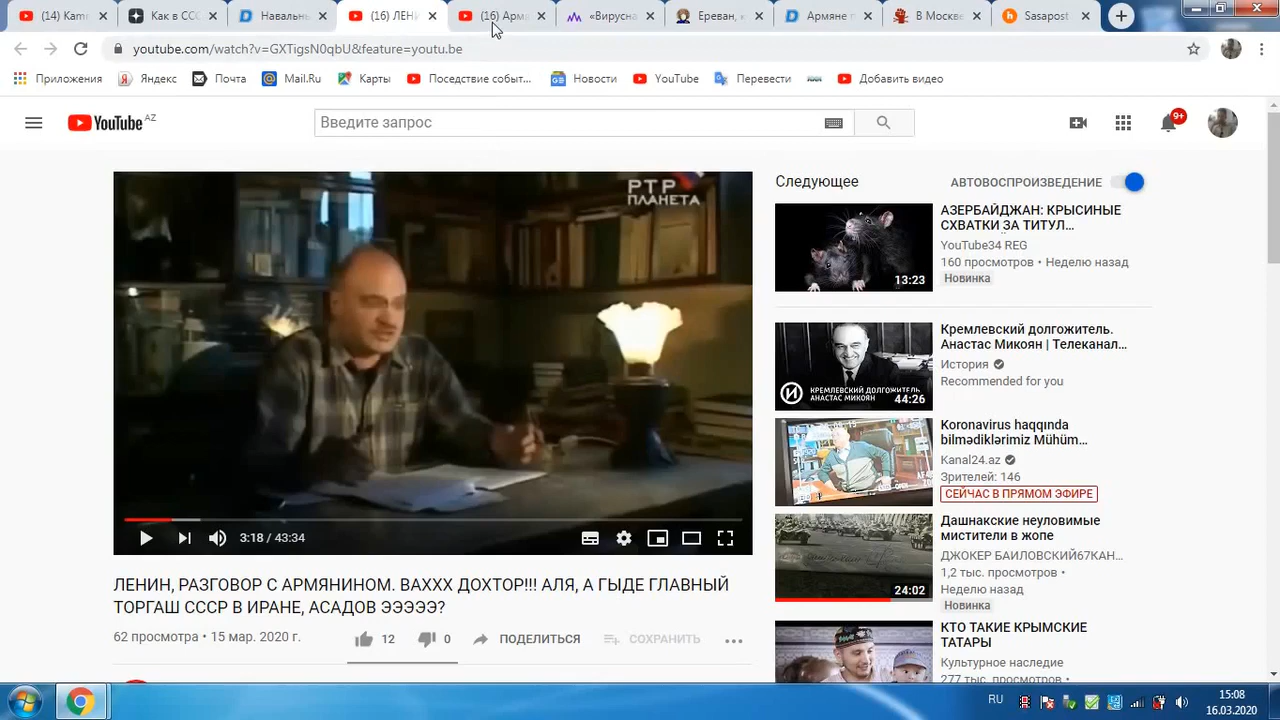 (14) Kam
Как в ССС
Навальны
(16) ЛЕН
(16) Арм
«Вирусна
Ереван, к
Армяне п
В Москве
Sasapost
youtube.com/watch?v=GXTigsN0qbU&feature=youtu.be
Приложения
Яндекс
Почта
Mail.Ru
Карты
Последствие событ...
Новости
YouTube
Перевести
Добавить видео
YouTube AZ
Введите запрос
9+
РТР
ПЛАНЕТА
3:18 / 43:34
ЛЕНИН, РАЗГОВОР С АРМЯНИНОМ. ВАХХХ ДОХТОР!!! АЛЯ, А ГЫДЕ ГЛАВНЫЙ
ТОРГАШ СССР В ИРАНЕ, АСАДОВ ЭЭЭЭЭ?
62 просмотра • 15 мар. 2020 г.
12
0
ПОДЕЛИТЬСЯ
СОХРАНИТЬ
Следующее
АВТОВОСПРОИЗВЕДЕНИЕ
АЗЕРБАЙДЖАН: КРЫСИНЫЕ
СХВАТКИ ЗА ТИТУЛ...
YouTube34 REG
160 просмотров • Неделю назад
Новинка
13:23
Кремлевский долгожитель.
Анастас Микоян | Телеканал...
История
Recommended for you
КРЕМЛЕВСКИЙ ДОЛГОЖИТЕЛЬ.
АНАСТАС МИКОЯН
44:26
Koronavirus haqqında
bilmədiklərimiz Mühüm...
Kanal24.az
Зрителей: 146
СЕЙЧАС В ПРЯМОМ ЭФИРЕ
Дашнакские неуловимые
мистители в жопе
ДЖОКЕР БАИЛОВСКИЙ67КАН...
1,2 тыс. просмотров •
Неделю назад
Новинка
24:02
КТО ТАКИЕ КРЫМСКИЕ
ТАТАРЫ
Культурное наследие
277 тыс. просмотров •
RU
15:08
16.03.2020